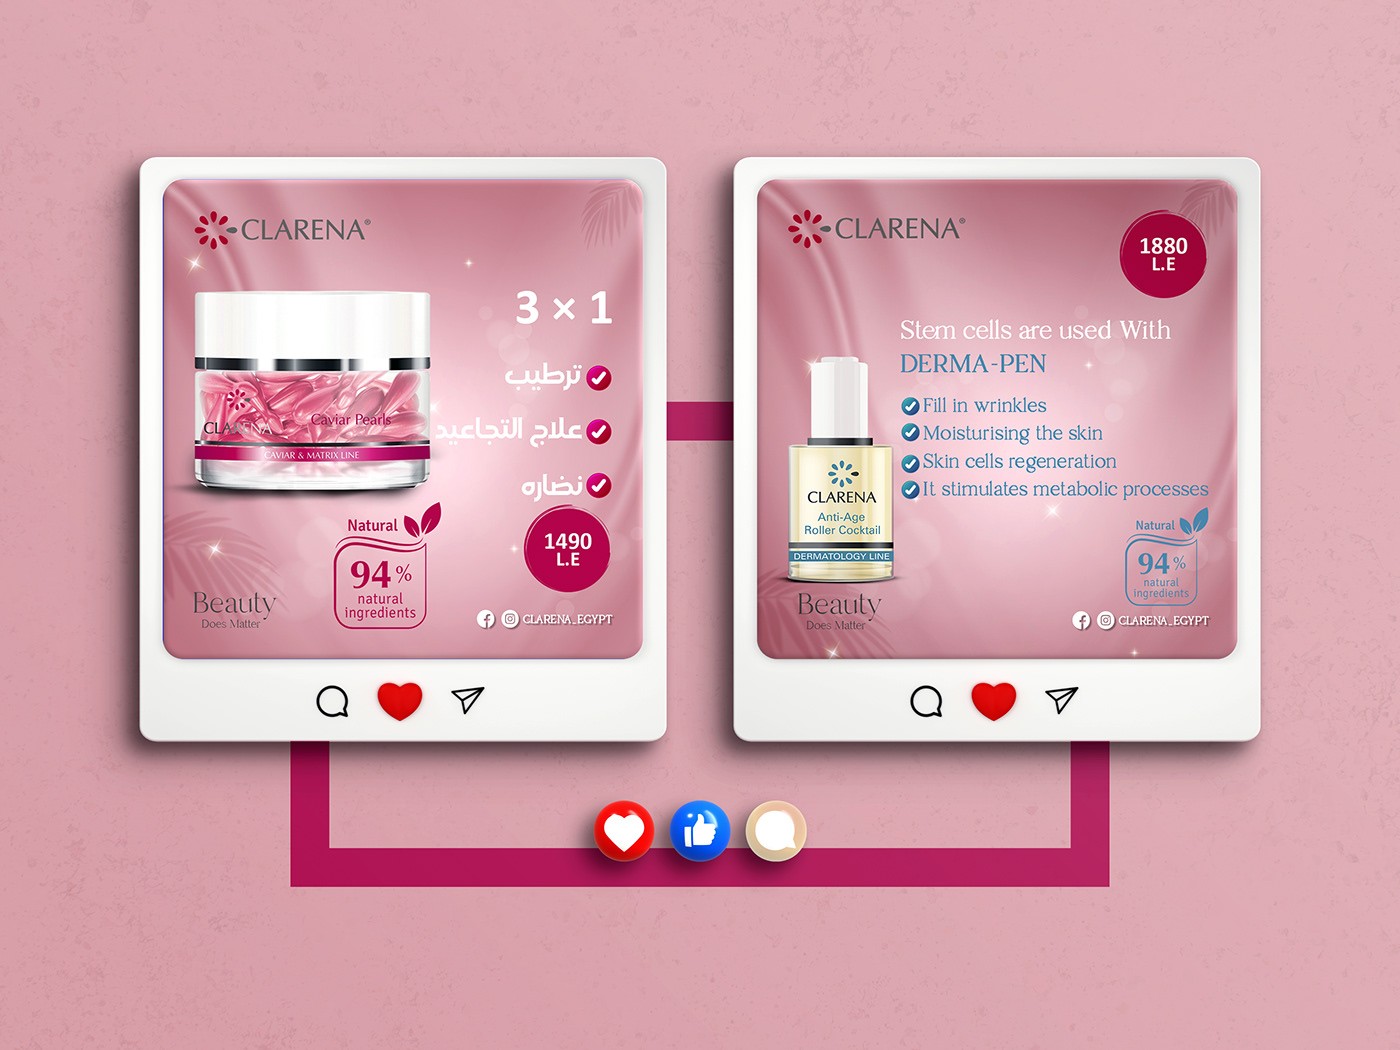 CLARENA®
3 × 1
ترطيب
علاج التجاعيد
نضاره
CLARENA
Caviar Pearls
CAVIAR & MATRIX LINE
Natural
94%
natural
ingredients
1490
L.E
Beauty
Does Matter
CLARENA_EGYPT
CLARENA®
1880
L.E
Stem cells are used With
DERMA-PEN
Fill in wrinkles
Moisturising the skin
Skin cells regeneration
It stimulates metabolic processes
CLARENA
Anti-Age
Roller Cocktail
DERMATOLOGY LINE
Natural
94%
natural
ingredients
Beauty
Does Matter
CLARENA_EGYPT